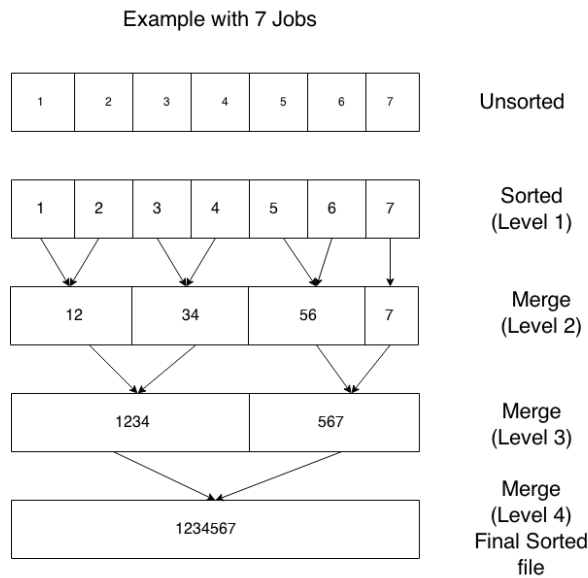 Example with 7 Jobs
1 2 3 4 5 6 7
Unsorted
1 2 3 4 5 6 7
Sorted
(Level 1)
12 34 56 7
Merge
(Level 2)
1234 567
Merge
(Level 3)
1234567
Merge
(Level 4)
Final Sorted
file